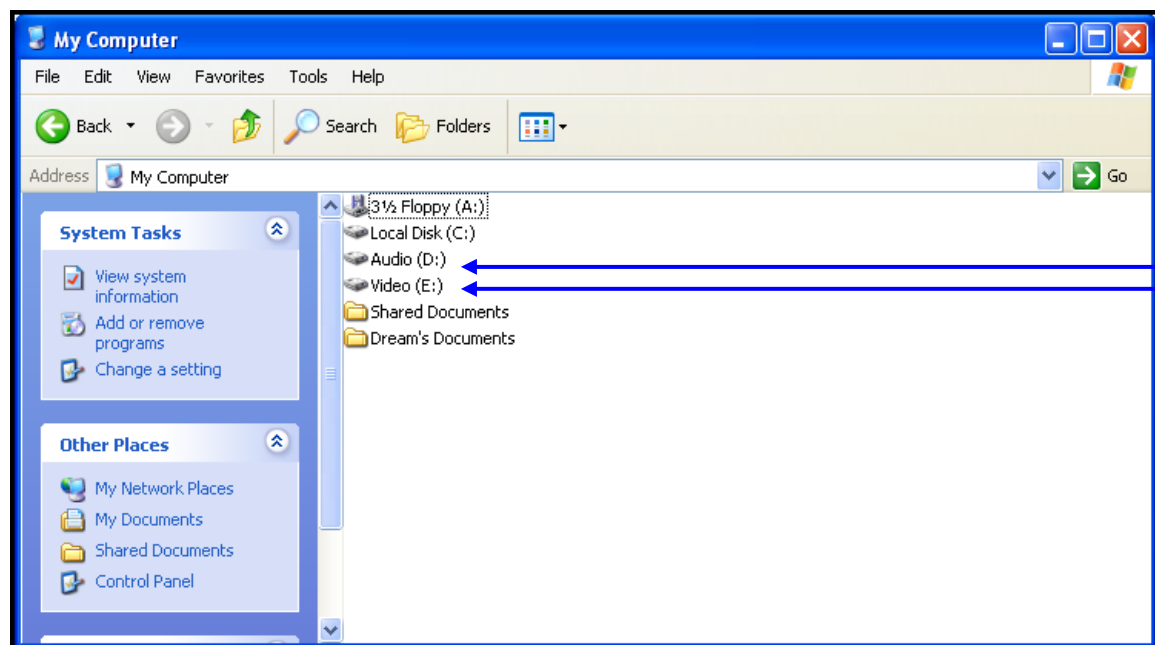 My Computer
File Edit View Favorites Tools Help
Back Search Folders
Address My Computer Go
System Tasks
View system
information
Add or remove
programs
Change a setting
Other Places
My Network Places
My Documents
Shared Documents
Control Panel
3½ Floppy (A:)
Local Disk (C:)
Audio (D:)
Video (E:)
Shared Documents
Dream's Documents